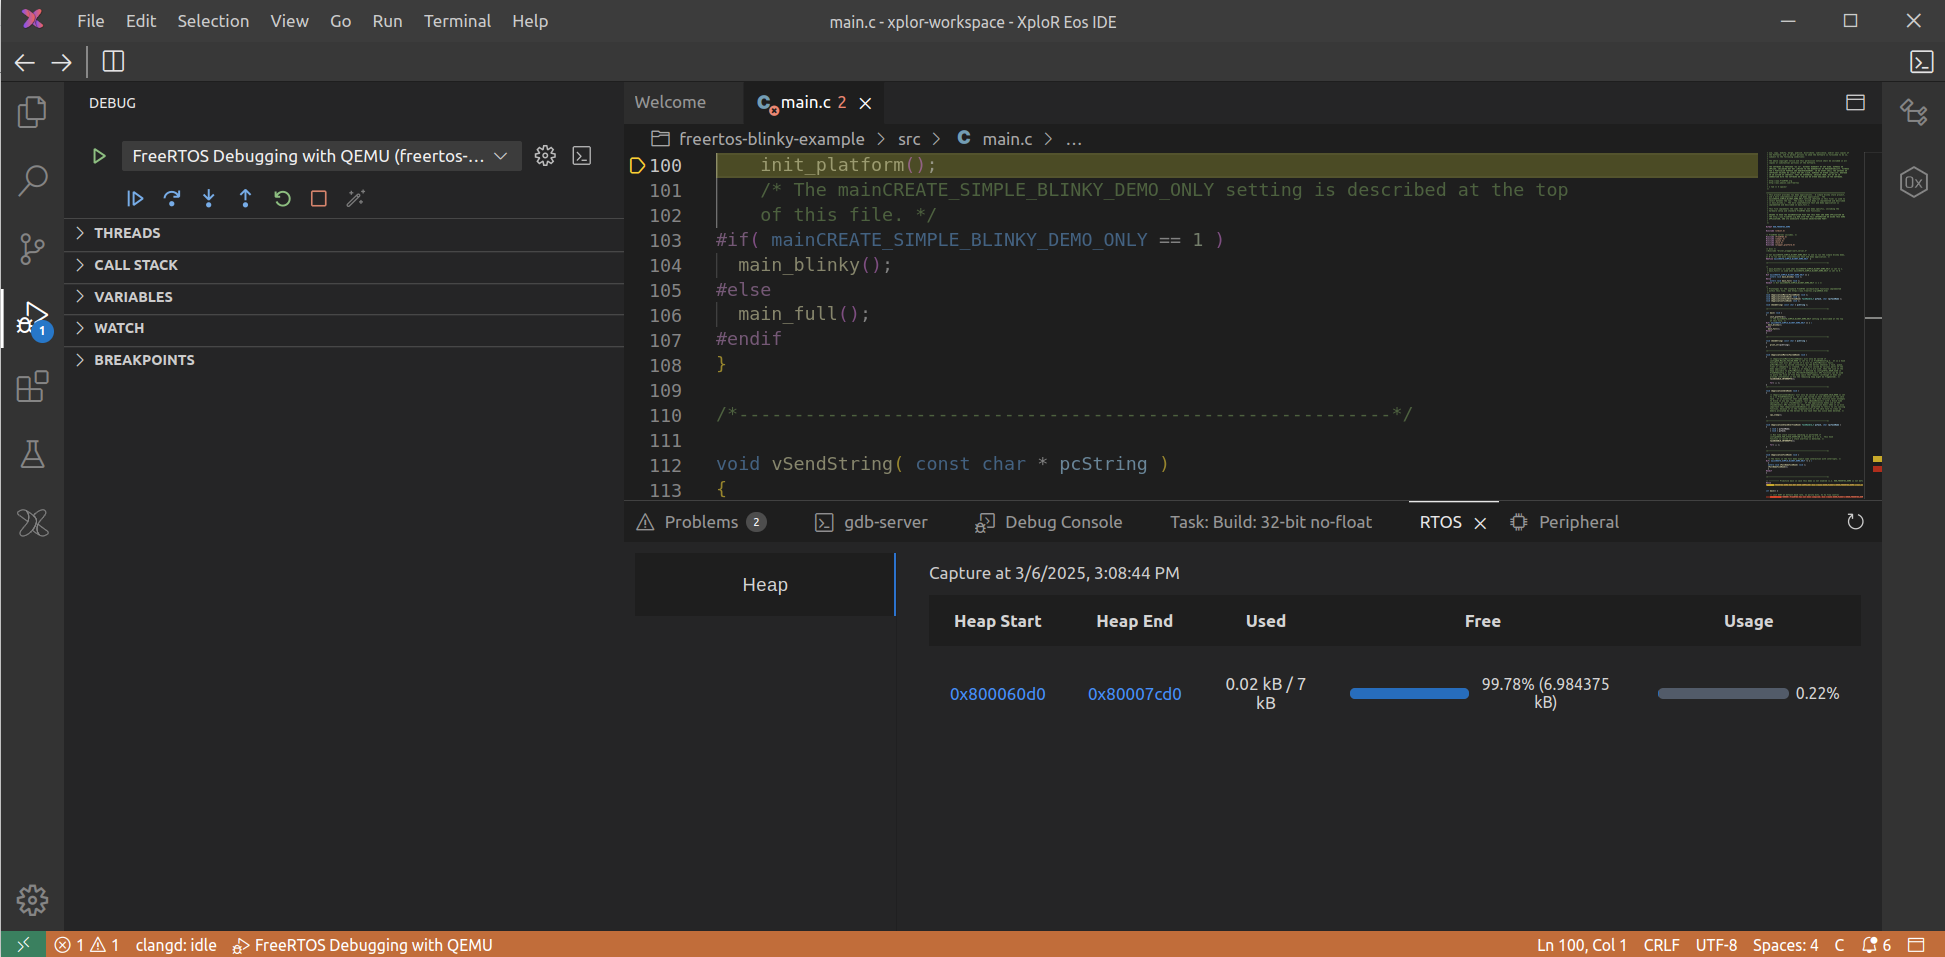 File Edit Selection View Go Run Terminal Help
main.c - xplor-workspace - XploR Eos IDE
DEBUG
FreeRTOS Debugging with QEMU (freertos-...
THREADS
CALL STACK
VARIABLES
WATCH
BREAKPOINTS
1
Welcome
C main.c 2
freertos-blinky-example > src > C main.c > ...
100 init_platform();
101 /* The mainCREATE_SIMPLE_BLINKY_DEMO_ONLY setting is described at the top
102 of this file. */
103 #if( mainCREATE_SIMPLE_BLINKY_DEMO_ONLY == 1 )
104 main_blinky();
105 #else
106 main_full();
107 #endif
108 }
109
110 /*-----------------------------------------------------------*/
111
112 void vSendString( const char * pcString )
113 {
0x
Problems 2 gdb-server Debug Console Task: Build: 32-bit no-float RTOS Peripheral
Heap
Capture at 3/6/2025, 3:08:44 PM
Heap Start Heap End Used Free Usage
0x800060d0 0x80007cd0 0.02 kB / 7 kB 99.78% (6.984375 kB) 0.22%
1 1 clangd: idle FreeRTOS Debugging with QEMU
Ln 100, Col 1 CRLF UTF-8 Spaces: 4 C 6